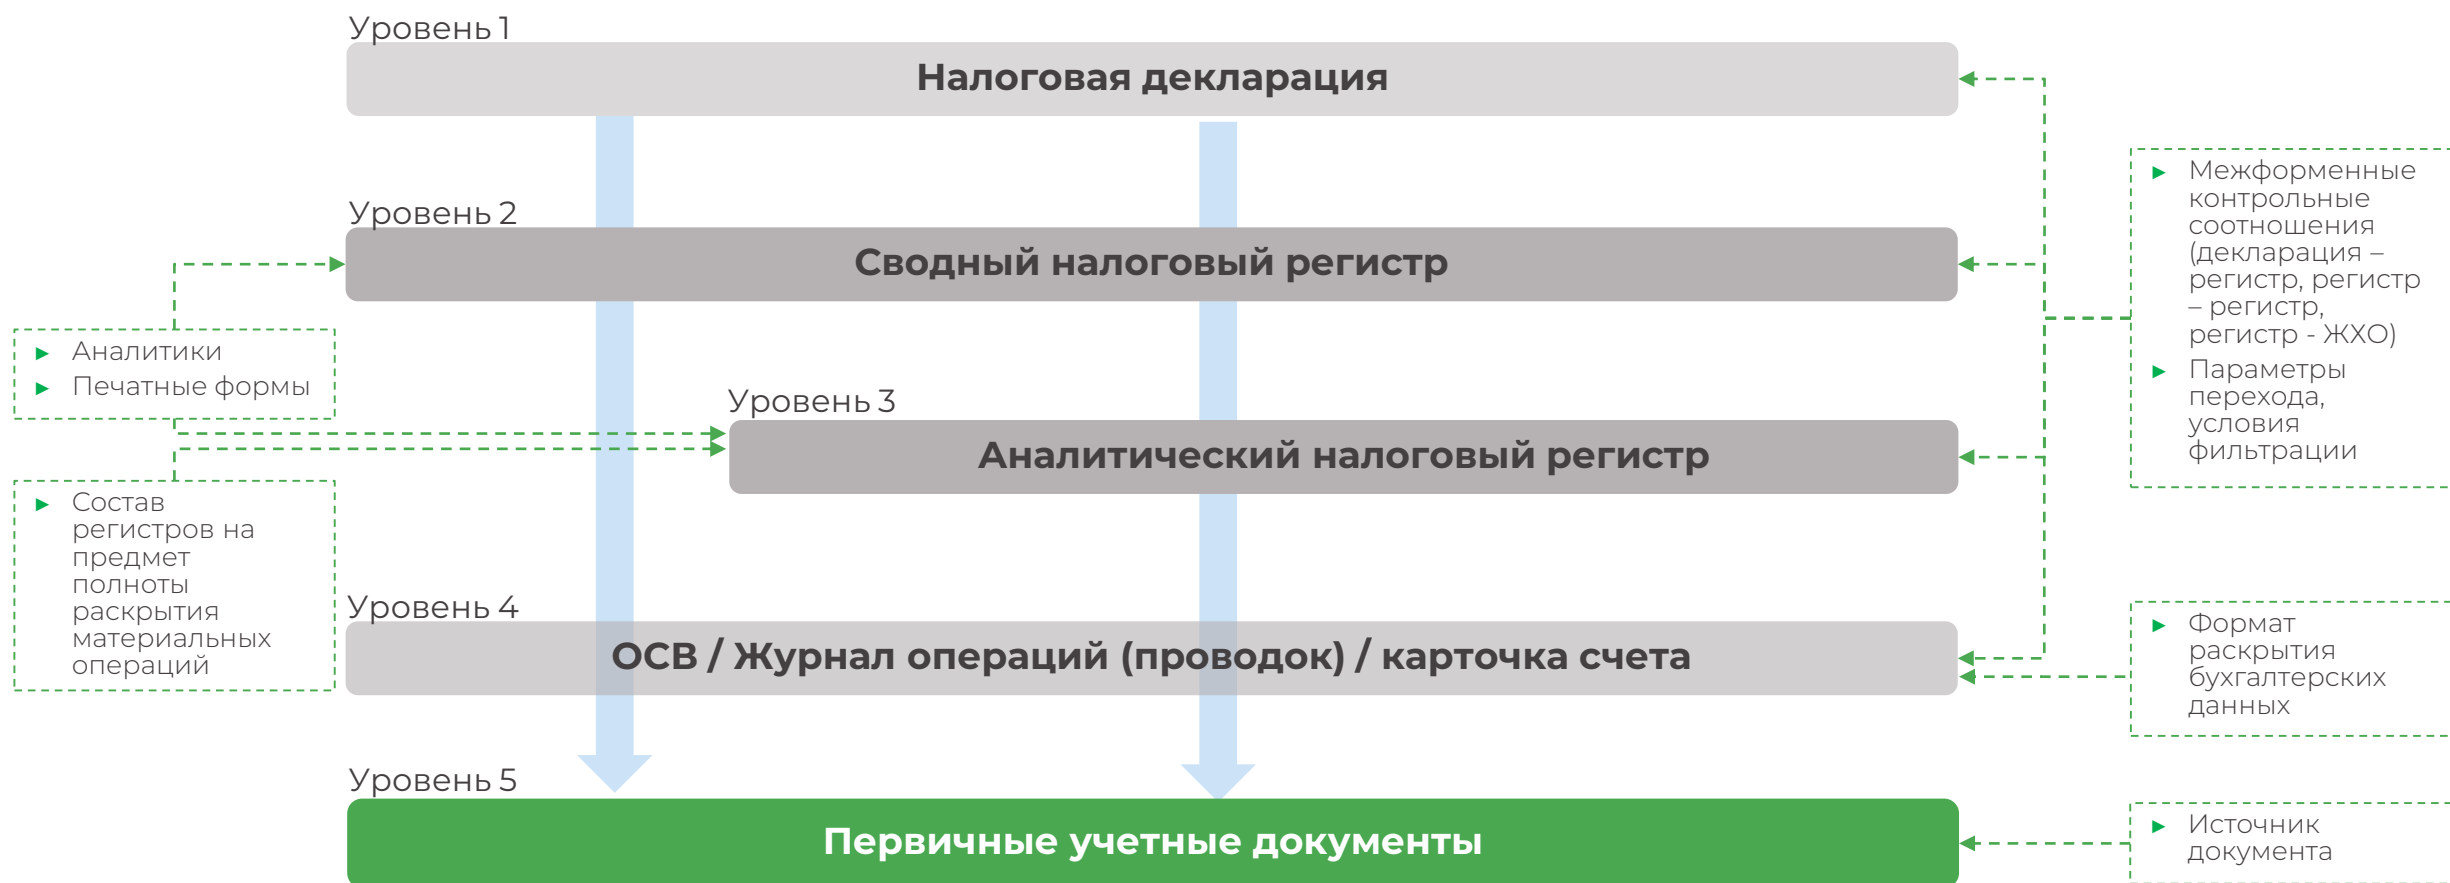 Уровень 1
Налоговая декларация
Уровень 2
Сводный налоговый регистр
Уровень 3
Аналитический налоговый регистр
Уровень 4
ОСВ / Журнал операций (проводок) / карточка счета
Уровень 5
Первичные учетные документы
► Аналитики
► Печатные формы
► Состав
регистров на
предмет
полноты
раскрытия
материальных
операций
► Межформенные
контрольные
соотношения
(декларация –
регистр, регистр
– регистр,
регистр - ЖХО)
► Параметры
перехода,
условия
фильтрации
► Формат
раскрытия
бухгалтерских
данных
► Источник
документа